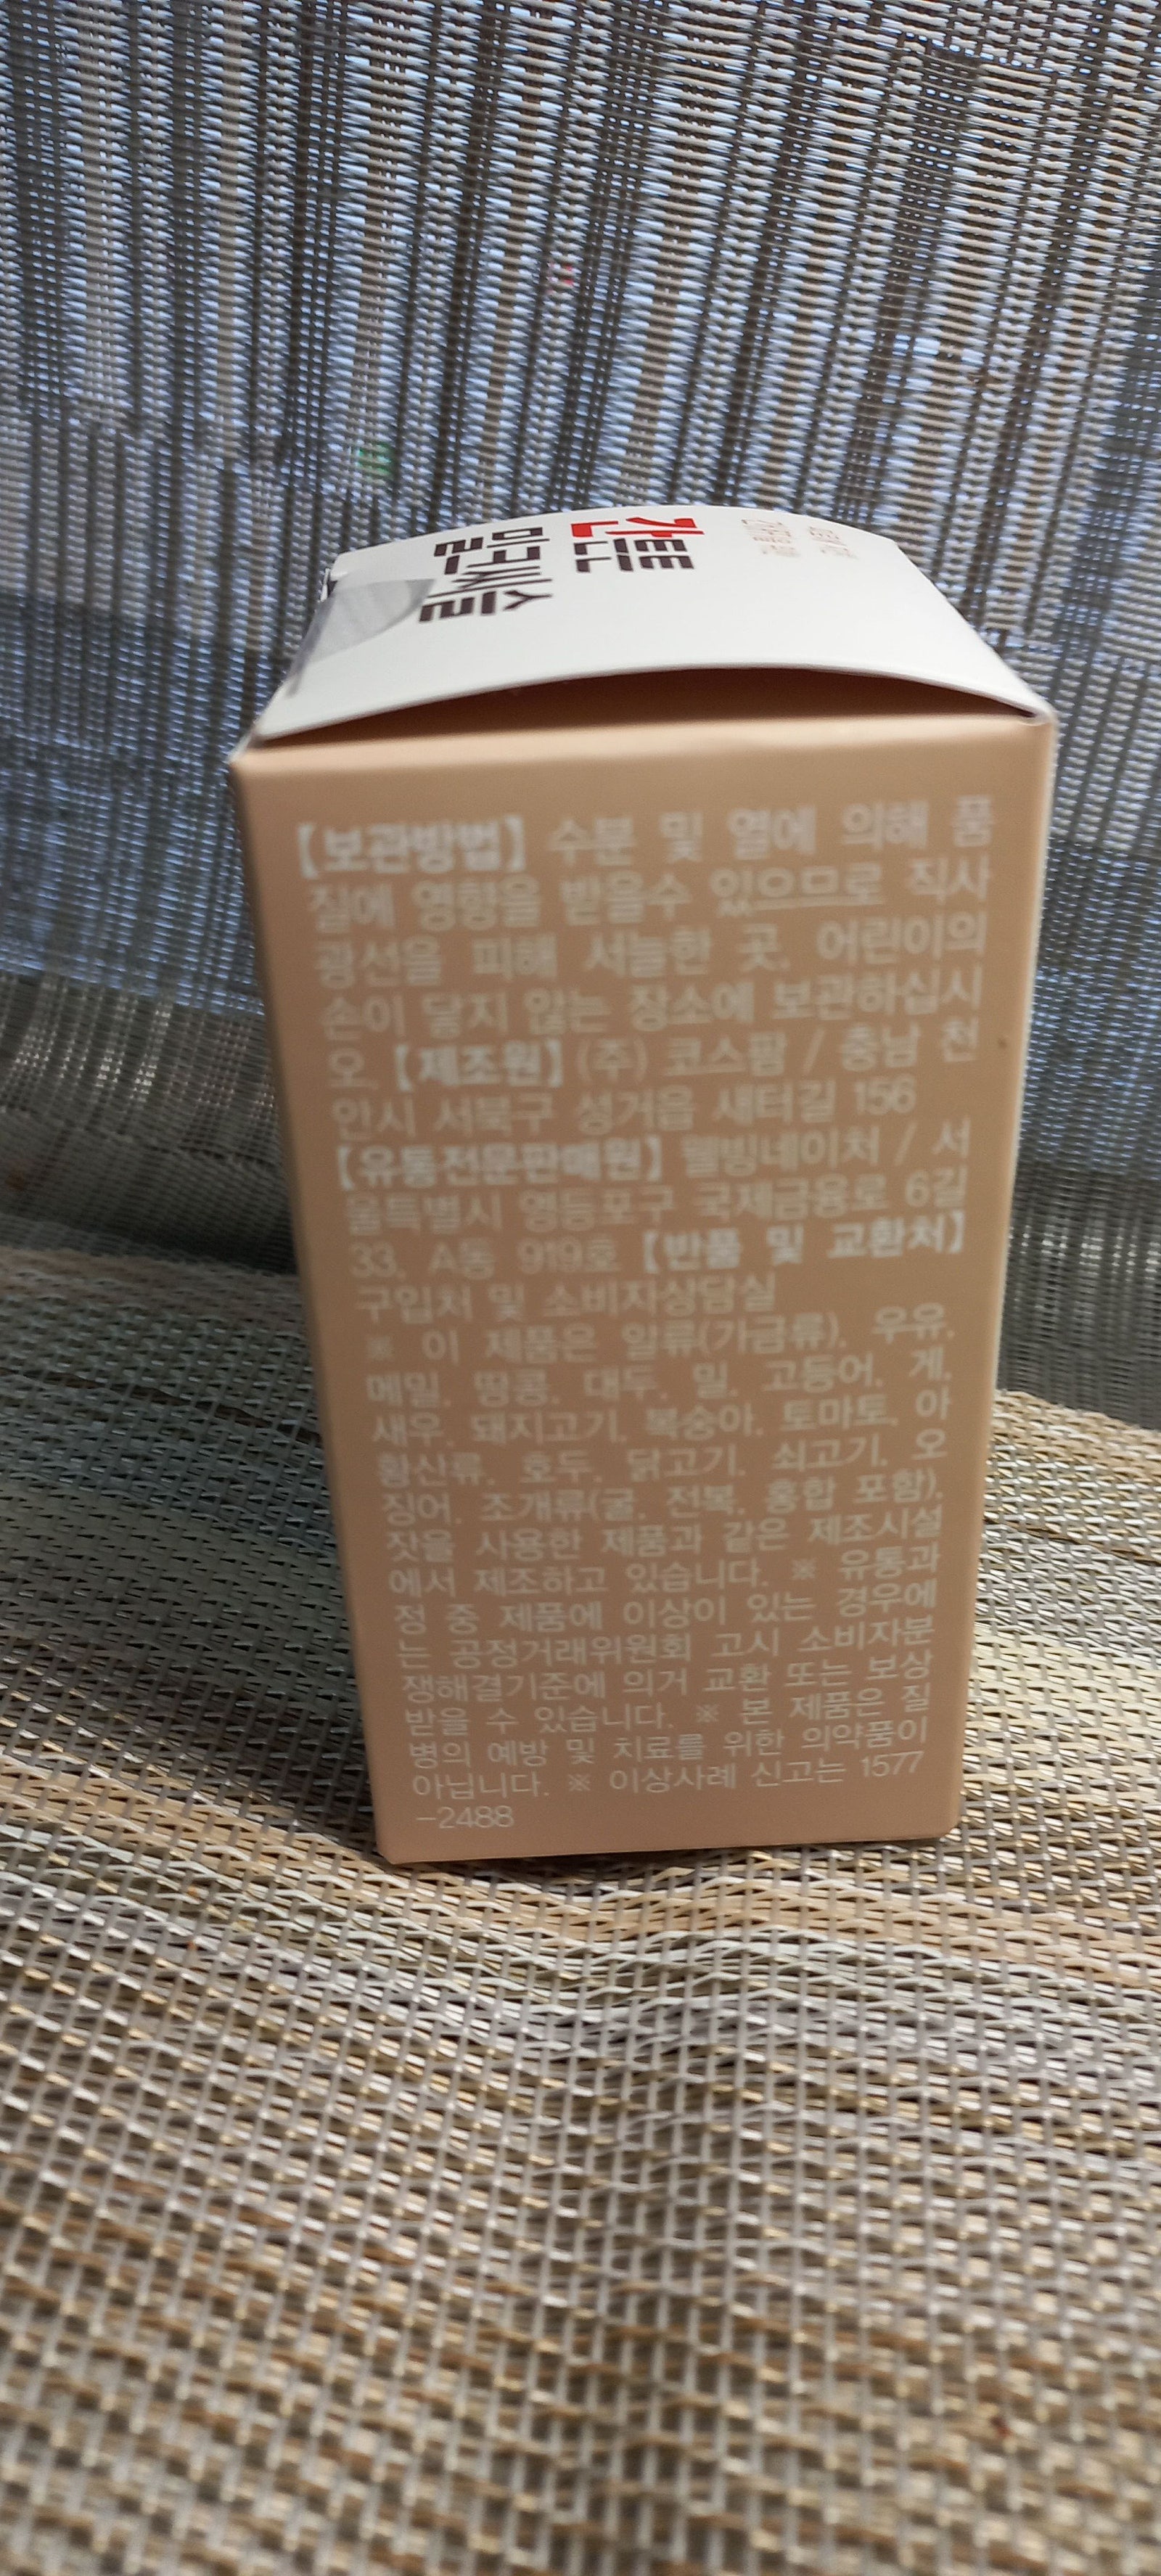 간튼
밀크씨슬
【보관방법】 수분 및 열에 의해 품
질에 영향을 받을수 있으므로 직사
광선을 피해 서늘한 곳, 어린이의
손이 닿지 않는 장소에 보관하십시
오. 【제조원】 (주) 코스팜 / 충남 천
안시 서북구 성거읍 새터길 156
【유통전문판매원】 웰빙네이처 / 서
울특별시 영등포구 국제금융로 6길
33, A동 919호 【반품 및 교환처】
구입처 및 소비자상담실
※ 이 제품은 알류(가금류), 우유,
메밀, 땅콩, 대두, 밀, 고등어, 게,
새우, 돼지고기, 복숭아, 토마토, 아
황산류, 호두, 닭고기, 쇠고기, 오
징어, 조개류(굴, 전복, 홍합 포함),
잣을 사용한 제품과 같은 제조시설
에서 제조하고 있습니다. ※ 유통과
정 중 제품에 이상이 있는 경우에
는 공정거래위원회 고시 소비자분
쟁해결기준에 의거 교환 또는 보상
받을 수 있습니다. ※ 본 제품은 질
병의 예방 및 치료를 위한 의약품이
아닙니다. ※ 이상사례 신고는 1577
-2488